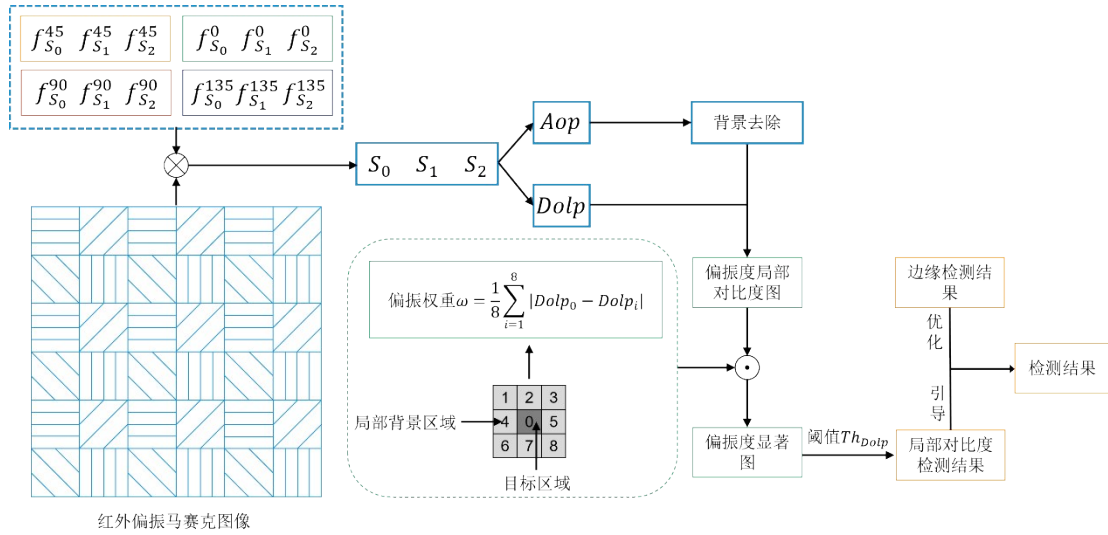 f_{S_0}^{45} f_{S_1}^{45} f_{S_2}^{45}
f_{S_0}^{0} f_{S_1}^{0} f_{S_2}^{0}
f_{S_0}^{90} f_{S_1}^{90} f_{S_2}^{90}
f_{S_0}^{135} f_{S_1}^{135} f_{S_2}^{135}
S_0 S_1 S_2
Aop
背景去除
Dolp
红外偏振马赛克图像
偏振权重ω = \frac{1}{8}\sum_{i=1}^{8} |Dolp_0 − Dolp_i|
1 2 3
4 0 5
6 7 8
局部背景区域
目标区域
偏振度局部
对比度图
偏振度显著
图
阈值Th_{Dolp}
边缘检测结
果
优化
引导
局部对比度
检测结果
检测结果